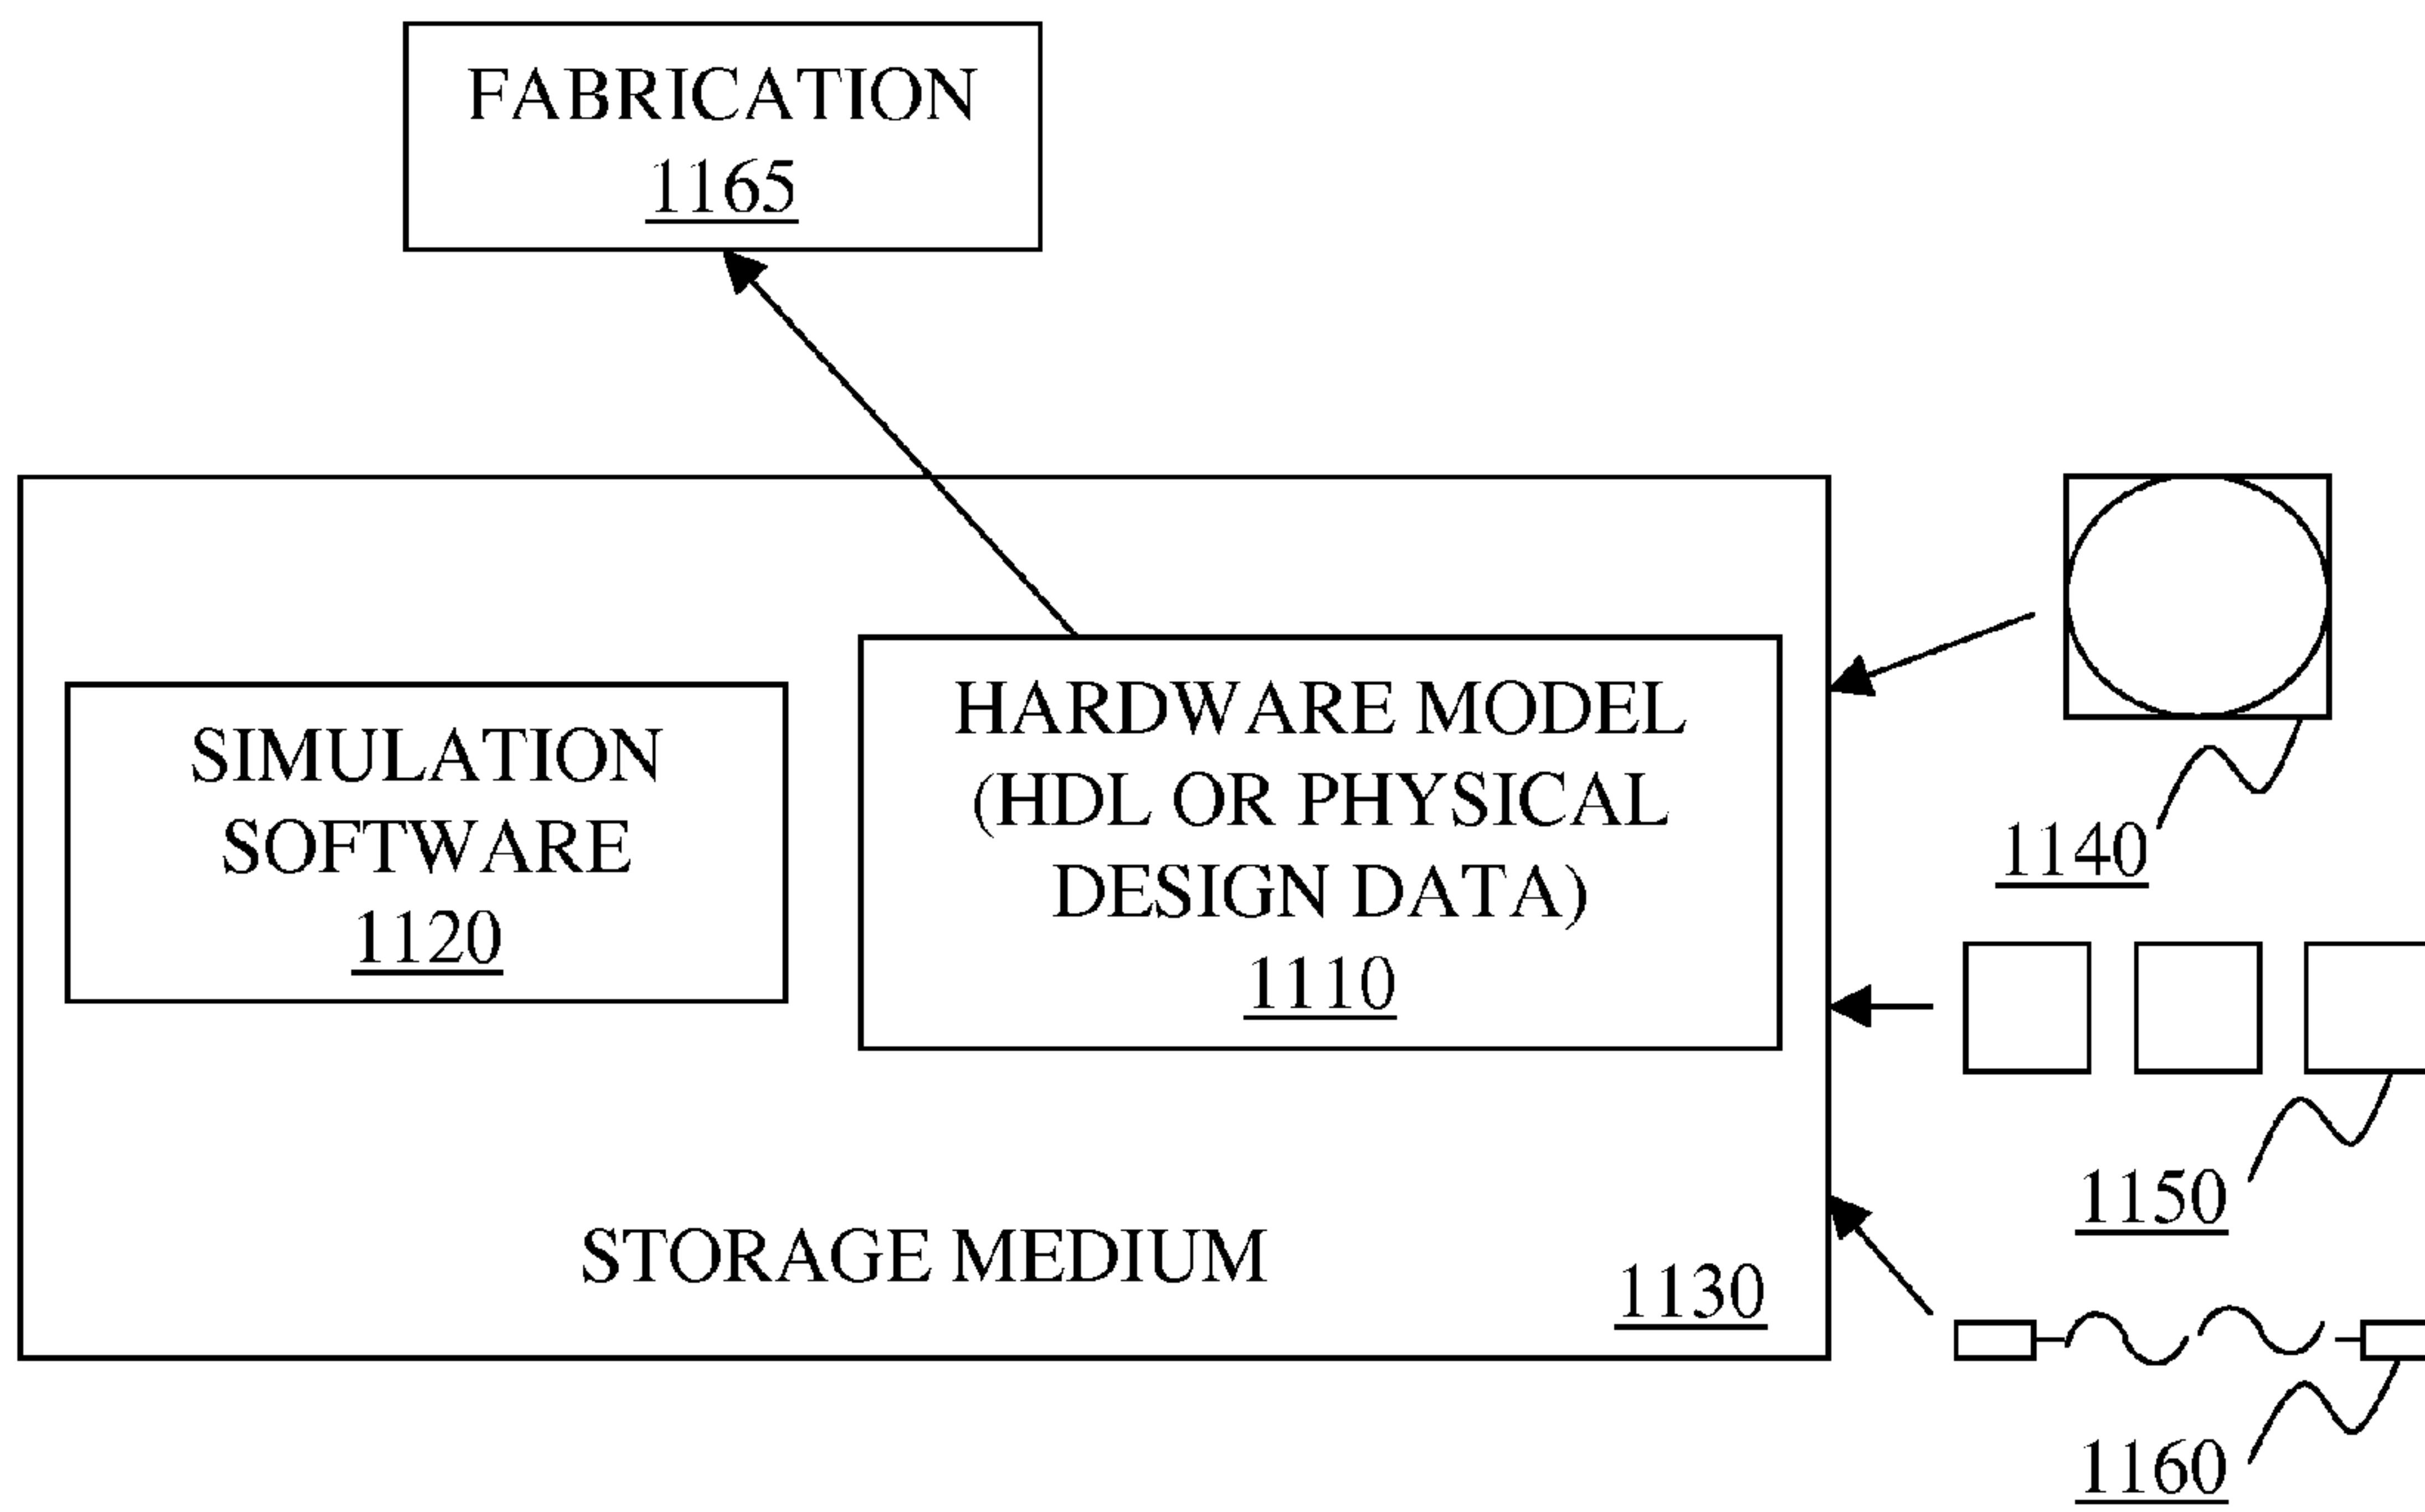 FABRICATION
1165
SIMULATION
SOFTWARE
1120
HARDWARE MODEL
(HDL OR PHYSICAL
DESIGN DATA)
1110
STORAGE MEDIUM
1130
1140
1150
1160